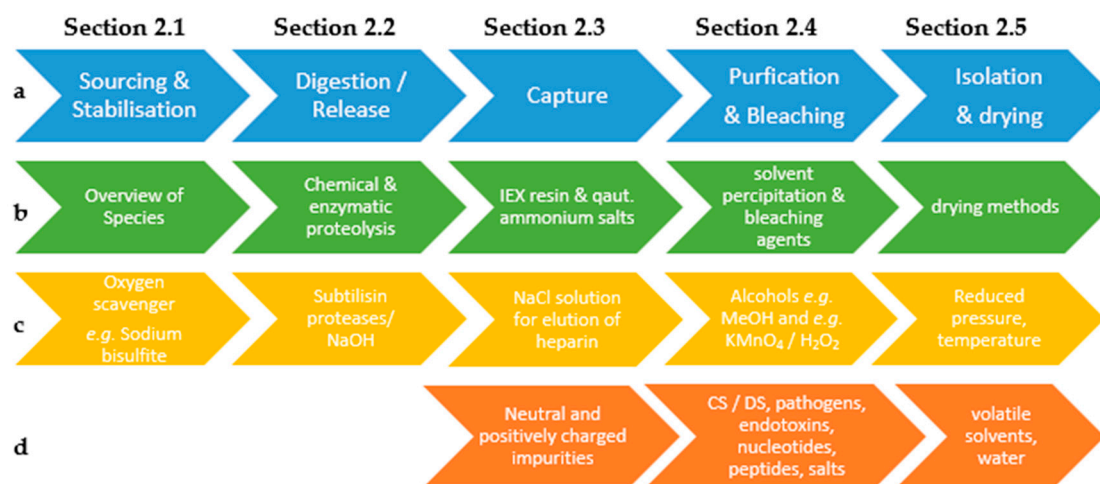 Section 2.1 Section 2.2 Section 2.3 Section 2.4 Section 2.5
a
Sourcing &
Stabilisation
Digestion /
Release
Capture
Purfication
& Bleaching
Isolation
& drying
b
Overview of
Species
Chemical &
enzymatic
proteolysis
IEX resin & qaut.
ammonium salts
solvent
percipitation &
bleaching
agents
drying methods
c
Oxygen
scavenger
e.g. Sodium
bisulfite
Subtilisin
proteases/
NaOH
NaCl solution
for elution of
heparin
Alcohols e.g.
MeOH and e.g.
KMnO₄ / H₂O₂
Reduced
pressure,
temperature
d
Neutral and
positively charged
impurities
CS / DS, pathogens,
endotoxins,
nucleotides,
peptides, salts
volatile
solvents,
water